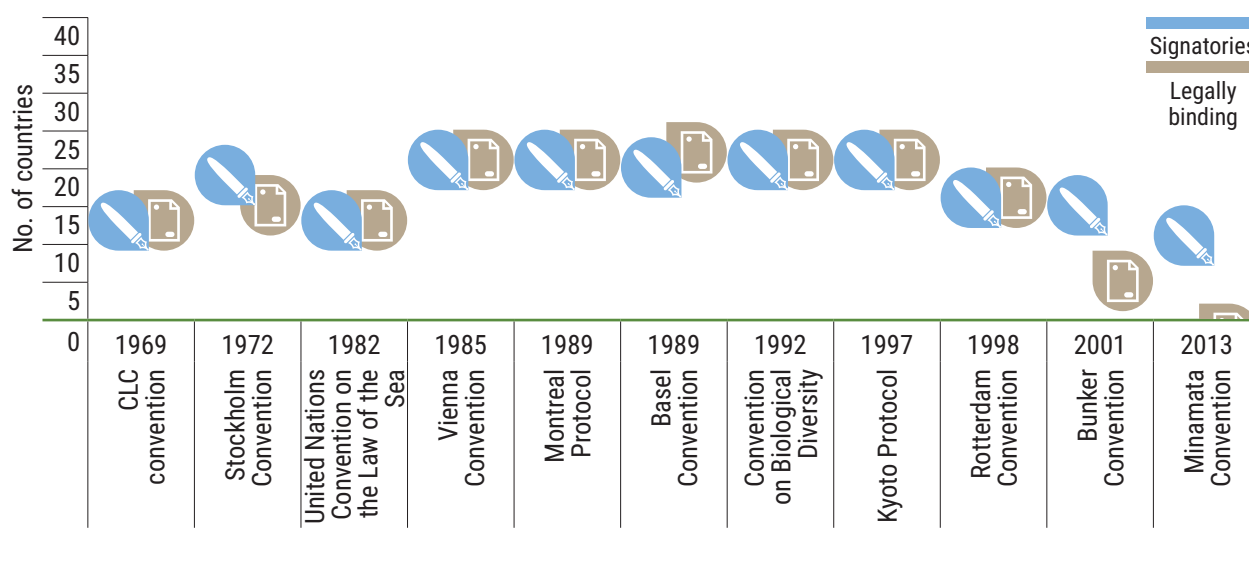 40
35
30
25
20
15
10
5
0
No. of countries
Signatories
Legally
binding
1969
1972
1982
1985
1989
1989
1992
1997
1998
2001
2013
CLC
convention
Stockholm
Convention
United Nations
Convention on
the Law of the
Sea
Vienna
Convention
Montreal
Protocol
Basel
Convention
Convention
on Biological
Diversity
Kyoto Protocol
Rotterdam
Convention
Bunker
Convention
Minamata
Convention